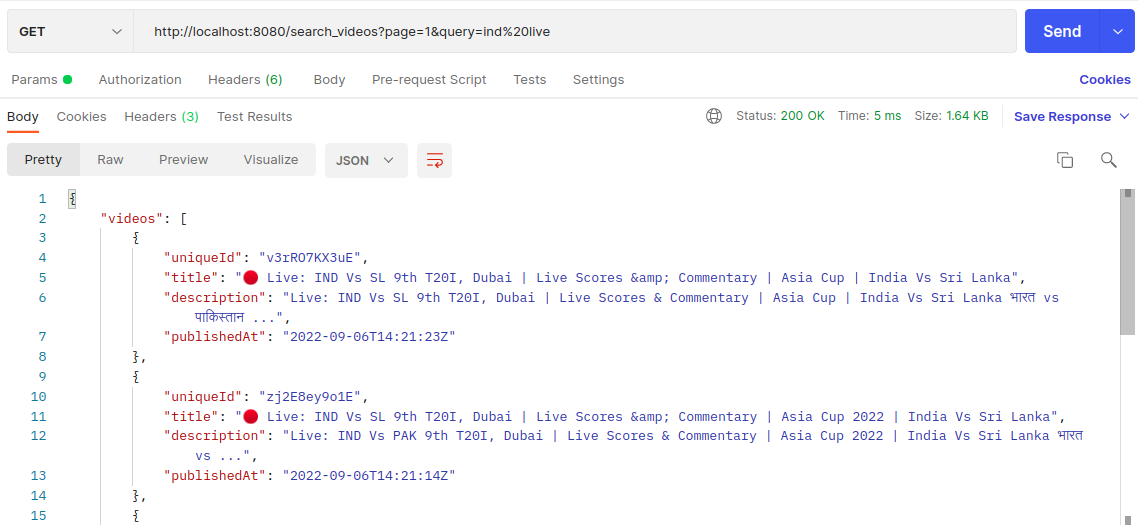 GET http://localhost:8080/search_videos?page=1&query=ind%20live Send
Params Authorization Headers (6) Body Pre-request Script Tests Settings Cookies
Body Cookies Headers (3) Test Results Status: 200 OK Time: 5 ms Size: 1.64 KB Save Response
Pretty Raw Preview Visualize JSON
1 {
2 "videos": [
3 {
4 "uniqueId": "v3rRO7KX3uE",
5 "title": "🔴 Live: IND Vs SL 9th T20I, Dubai | Live Scores &amp; Commentary | Asia Cup | India Vs Sri Lanka",
6 "description": "Live: IND Vs SL 9th T20I, Dubai | Live Scores & Commentary | Asia Cup | India Vs Sri Lanka भारत vs
पाकिस्तान ...",
7 "publishedAt": "2022-09-06T14:21:23Z"
8 },
9 {
10 "uniqueId": "zj2E8ey9o1E",
11 "title": "🔴 Live: IND Vs SL 9th T20I, Dubai | Live Scores &amp; Commentary | Asia Cup 2022 | India Vs Sri Lanka",
12 "description": "Live: IND Vs PAK 9th T20I, Dubai | Live Scores & Commentary | Asia Cup 2022 | India Vs Sri Lanka भारत
vs ...",
13 "publishedAt": "2022-09-06T14:21:14Z"
14 },
15 {